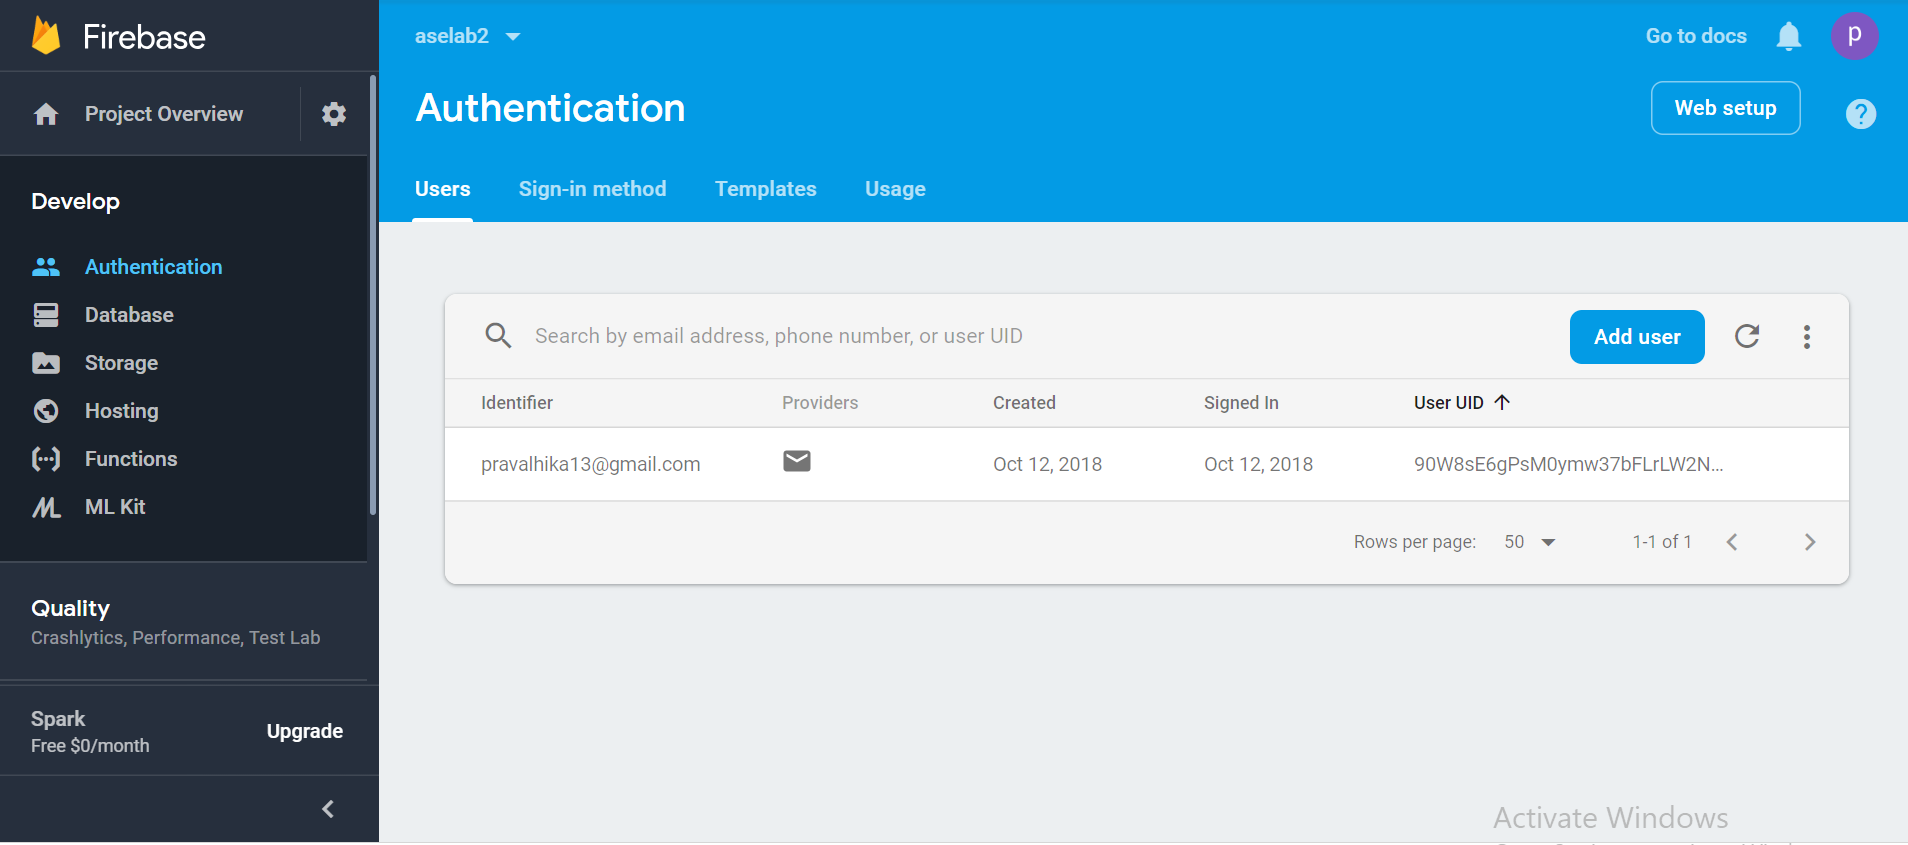 Firebase
Project Overview
Develop
Authentication
Database
Storage
Hosting
Functions
ML Kit
Quality
Crashlytics, Performance, Test Lab
Spark
Free $0/month
Upgrade
aselab2
Go to docs
p
Authentication
Web setup
?
Users Sign-in method Templates Usage
Search by email address, phone number, or user UID
Add user
Identifier Providers Created Signed In User UID
pravalhika13@gmail.com Oct 12, 2018 Oct 12, 2018 90W8sE6gPsM0ymw37bFLrLW2N...
Rows per page: 50 1-1 of 1
Activate Windows